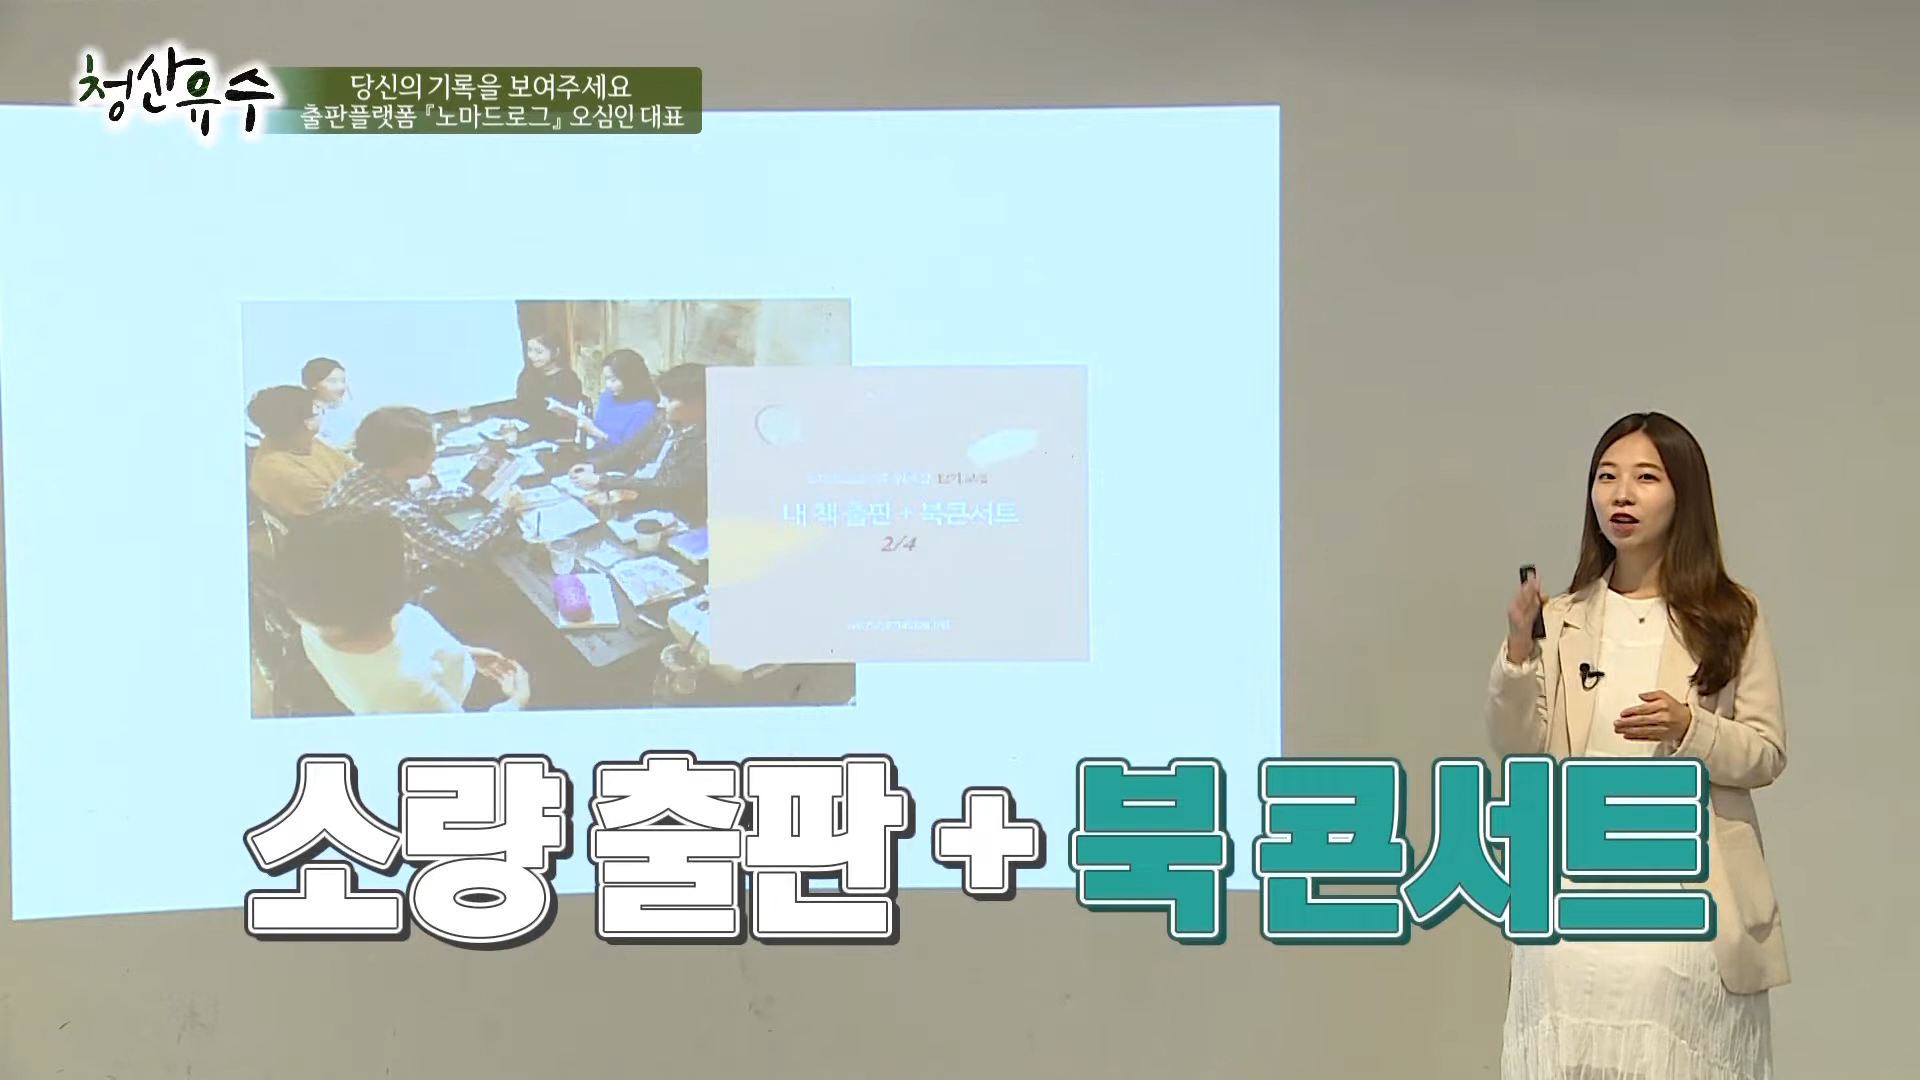 청산유수
당신의 기록을 보여주세요
출판플랫폼 『노마드로그』 오심인 대표
내 책 출판 + 북콘서트
2/4
소량 출판 + 북 콘서트